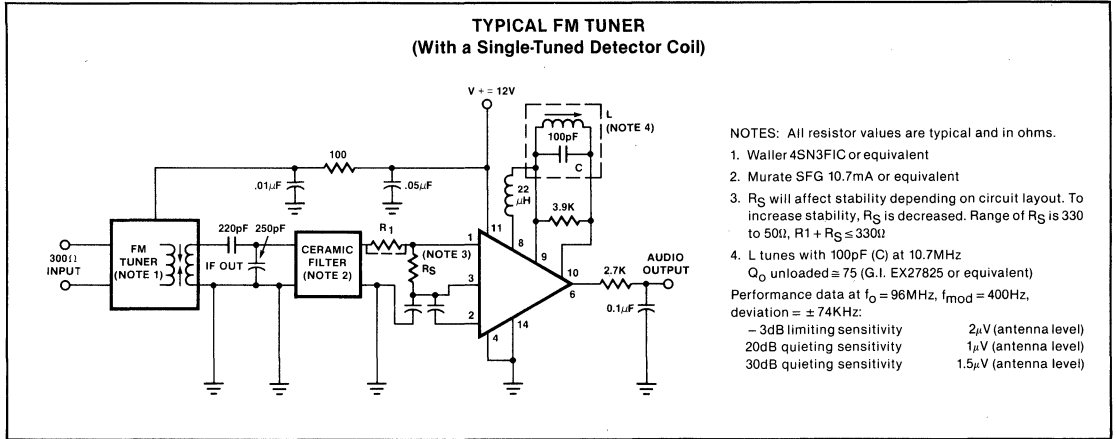 TYPICAL FM TUNER
(With a Single-Tuned Detector Coil)
V + = 12V
L
(NOTE 4)
100pF
C
100
.01μF
.05μF
22
μH
3.9K
220pF
250pF
R1
(NOTE 3)
1
11
8
9
10
300Ω
INPUT
FM
TUNER
(NOTE 1)
IF OUT
CERAMIC
FILTER
(NOTE 2)
RS
3
2
4
14
6
2.7K
AUDIO
OUTPUT
0.1μF
NOTES: All resistor values are typical and in ohms.
1. Waller 4SN3FIC or equivalent
2. Murate SFG 10.7mA or equivalent
3. RS will affect stability depending on circuit layout. To
increase stability, RS is decreased. Range of RS is 330
to 50Ω, R1 + RS ≤ 330Ω
4. L tunes with 100pF (C) at 10.7MHz
Qo unloaded ≅ 75 (G.I. EX27825 or equivalent)
Performance data at fo = 96MHz, fmod = 400Hz,
deviation = ± 74KHz:
– 3dB limiting sensitivity 2μV (antenna level)
20dB quieting sensitivity 1μV (antenna level)
30dB quieting sensitivity 1.5μV (antenna level)